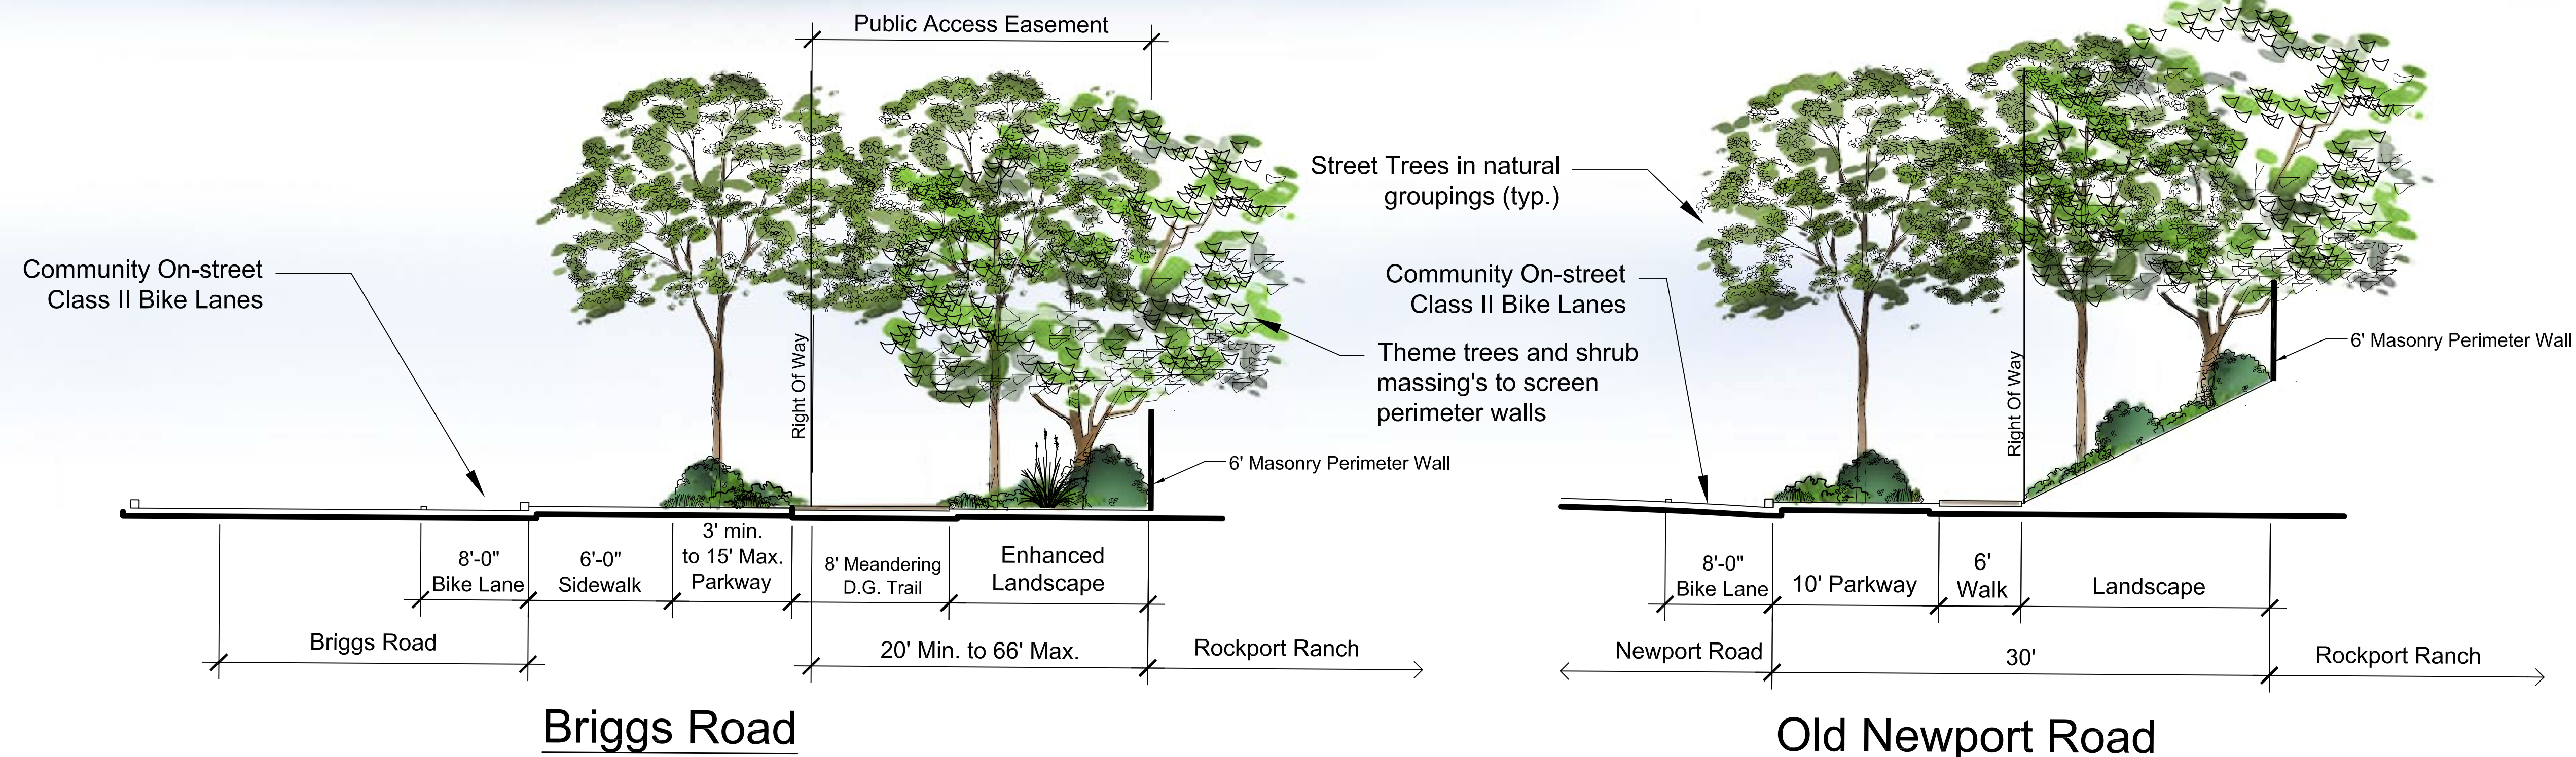 Public Access Easement
Community On-street
Class II Bike Lanes
Right Of Way
6' Masonry Perimeter Wall
8'-0"
Bike Lane
6'-0"
Sidewalk
3' min.
to 15' Max.
Parkway
8' Meandering
D.G. Trail
Enhanced
Landscape
Briggs Road
20' Min. to 66' Max.
Rockport Ranch
Briggs Road
Street Trees in natural
groupings (typ.)
Community On-street
Class II Bike Lanes
Theme trees and shrub
massing's to screen
perimeter walls
Right Of Way
6' Masonry Perimeter Wall
8'-0"
Bike Lane
10' Parkway
6'
Walk
Landscape
Newport Road
30'
Rockport Ranch
Old Newport Road